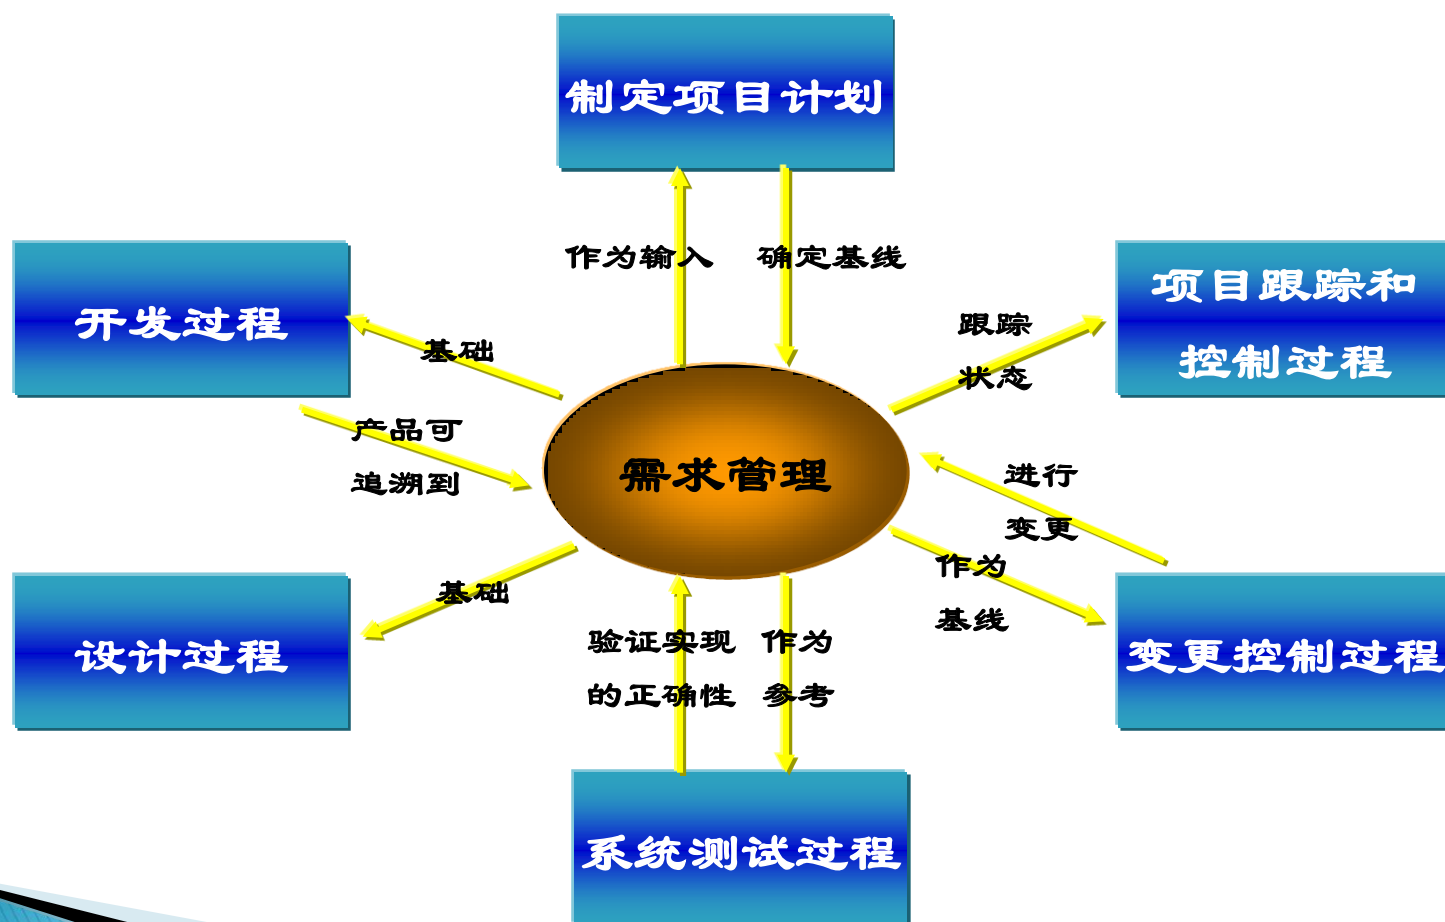 制定项目计划
作为输入
确定基线
开发过程
项目跟踪和
控制过程
基础
跟踪
状态
产品可
追溯到
需求管理
进行
变更
基础
作为
基线
设计过程
验证实现
的正确性
作为
参考
变更控制过程
系统测试过程